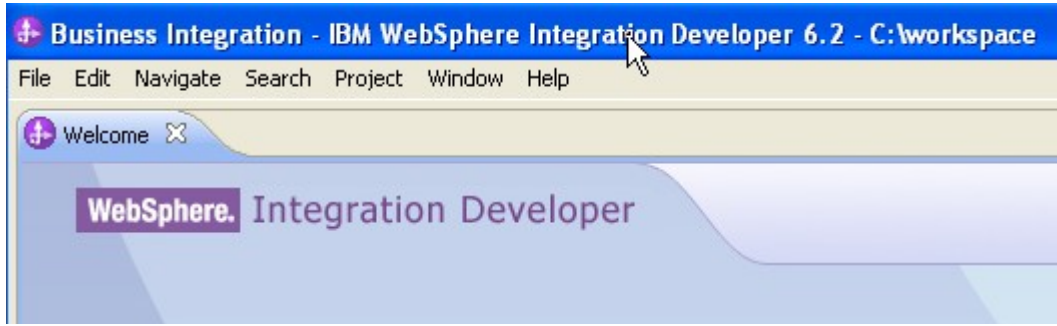 Business Integration - IBM WebSphere Integration Developer 6.2 - C:\workspace
File Edit Navigate Search Project Window Help
Welcome
WebSphere. Integration Developer